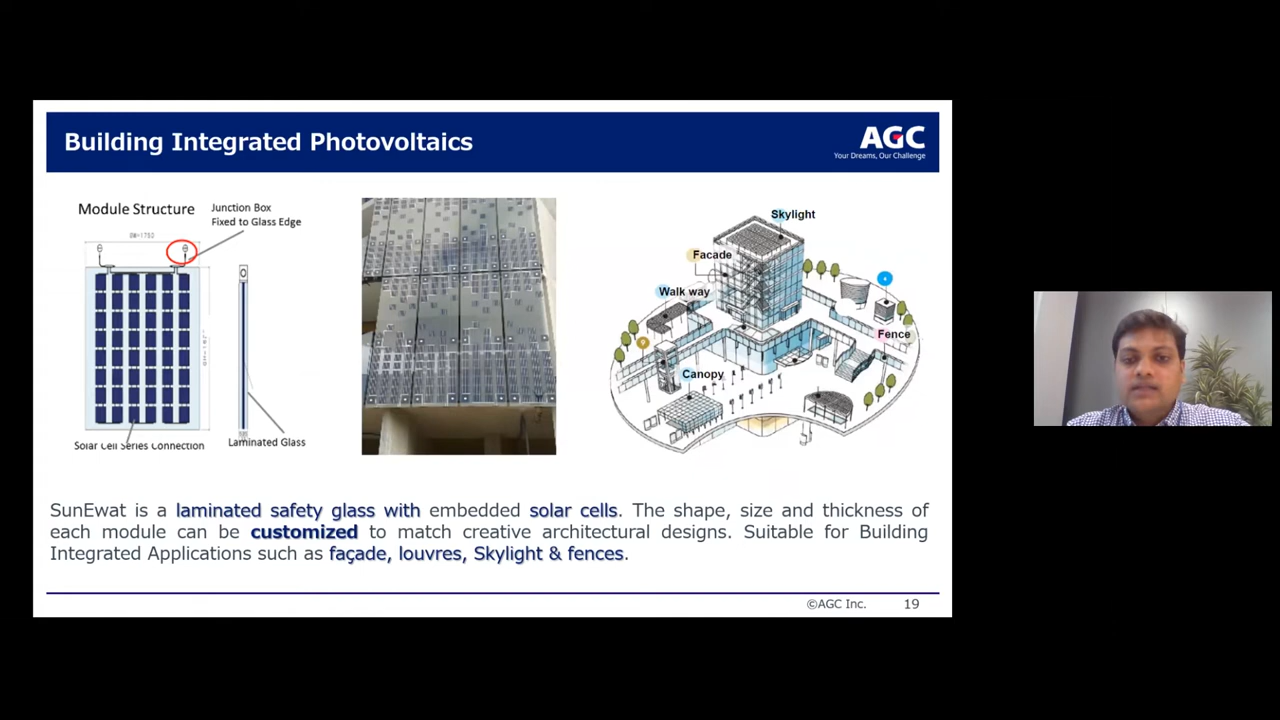 Building Integrated Photovoltaics
AGC
Your Dreams, Our Challenge
Module Structure
Junction Box
Fixed to Glass Edge
Solar Cell Series Connection
Laminated Glass
Skylight
Facade
Walk way
Fence
Canopy
SunEwat is a laminated safety glass with embedded solar cells. The shape, size and thickness of
each module can be customized to match creative architectural designs. Suitable for Building
Integrated Applications such as façade, louvres, Skylight & fences.
©AGC Inc.
19